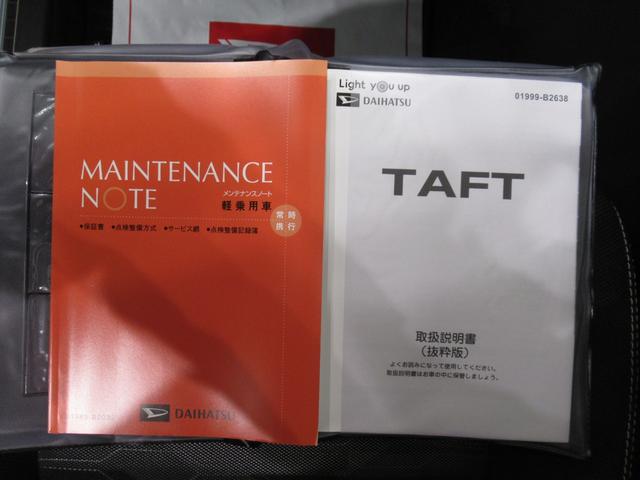 MAINTENANCE
NOTE
メンテナンスノート
軽乗用車
常時
携行
●保証書 ●点検整備方式 ●サービス網 ●点検整備記録簿
DAIHATSU
Light you up
DAIHATSU
01999-B2638
TAFT
取扱説明書
(抜粋版)
よくお読みになって使用してください。
取扱説明書はお車の中に保管しましょう。